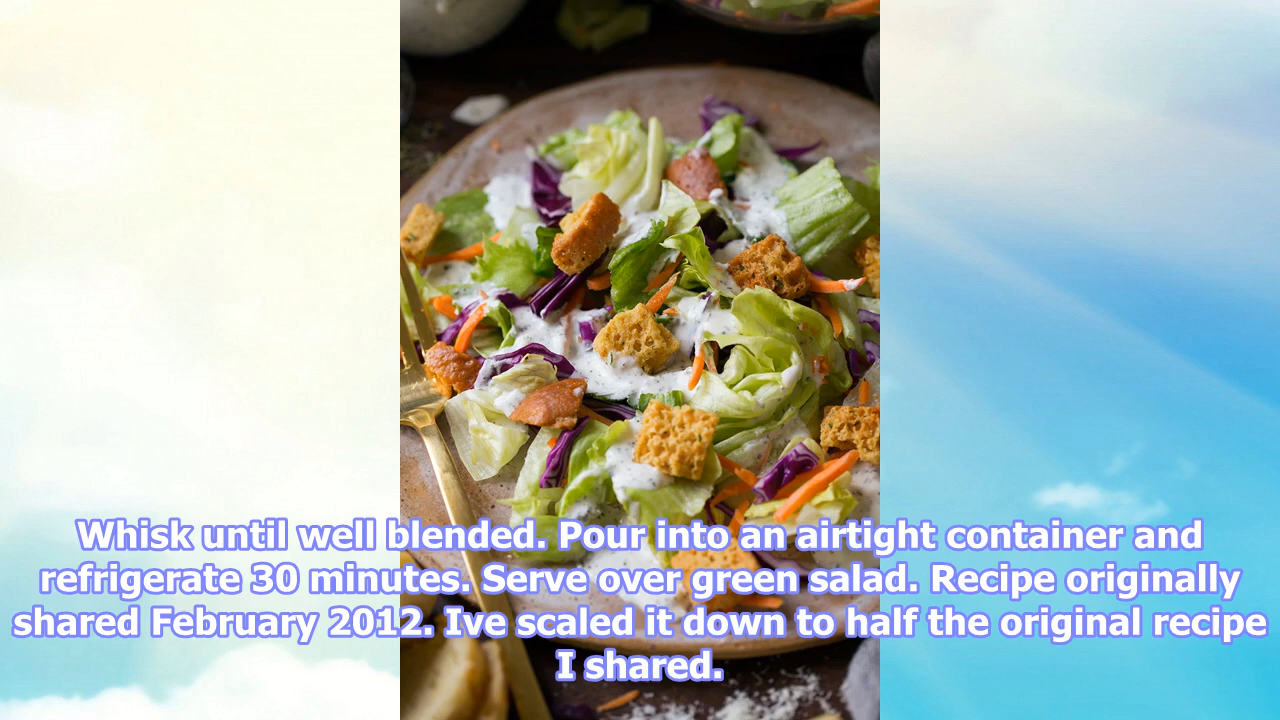 Whisk until well blended. Pour into an airtight container and
refrigerate 30 minutes. Serve over green salad. Recipe originally
shared February 2012. Ive scaled it down to half the original recipe
I shared.